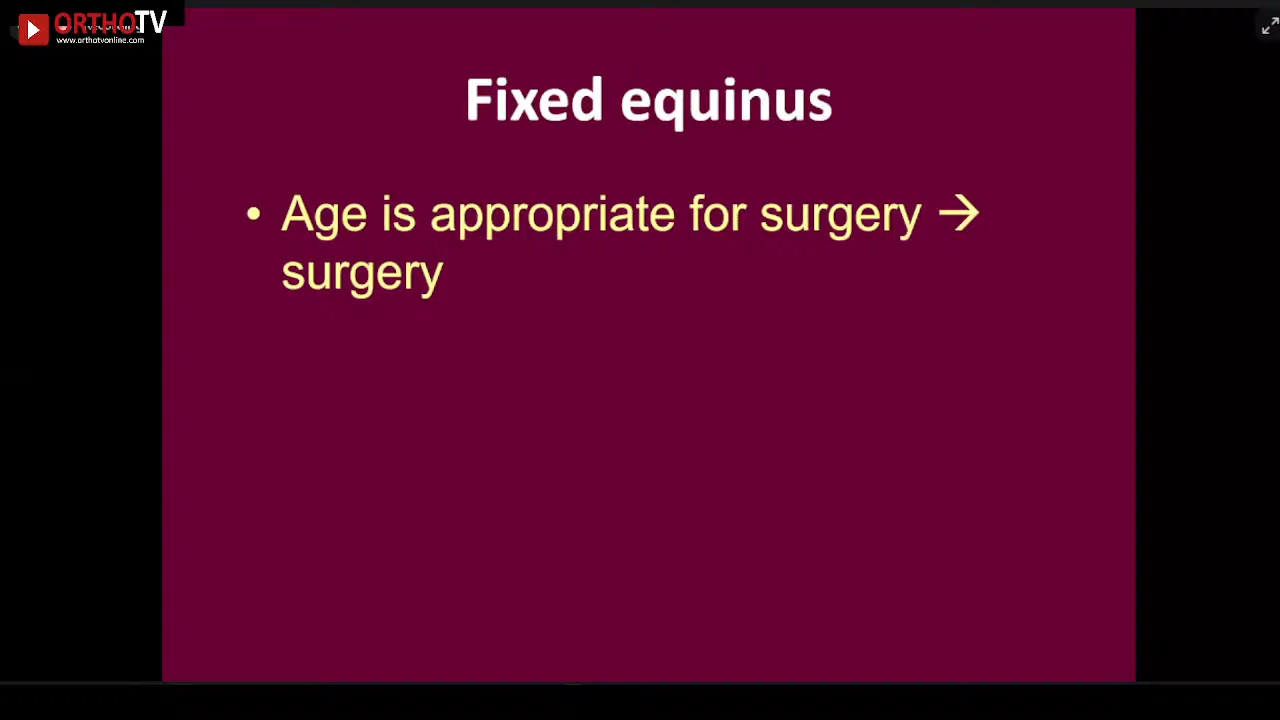 ORTHOTV
www.orthotvonline.com
Fixed equinus
• Age is appropriate for surgery →
surgery